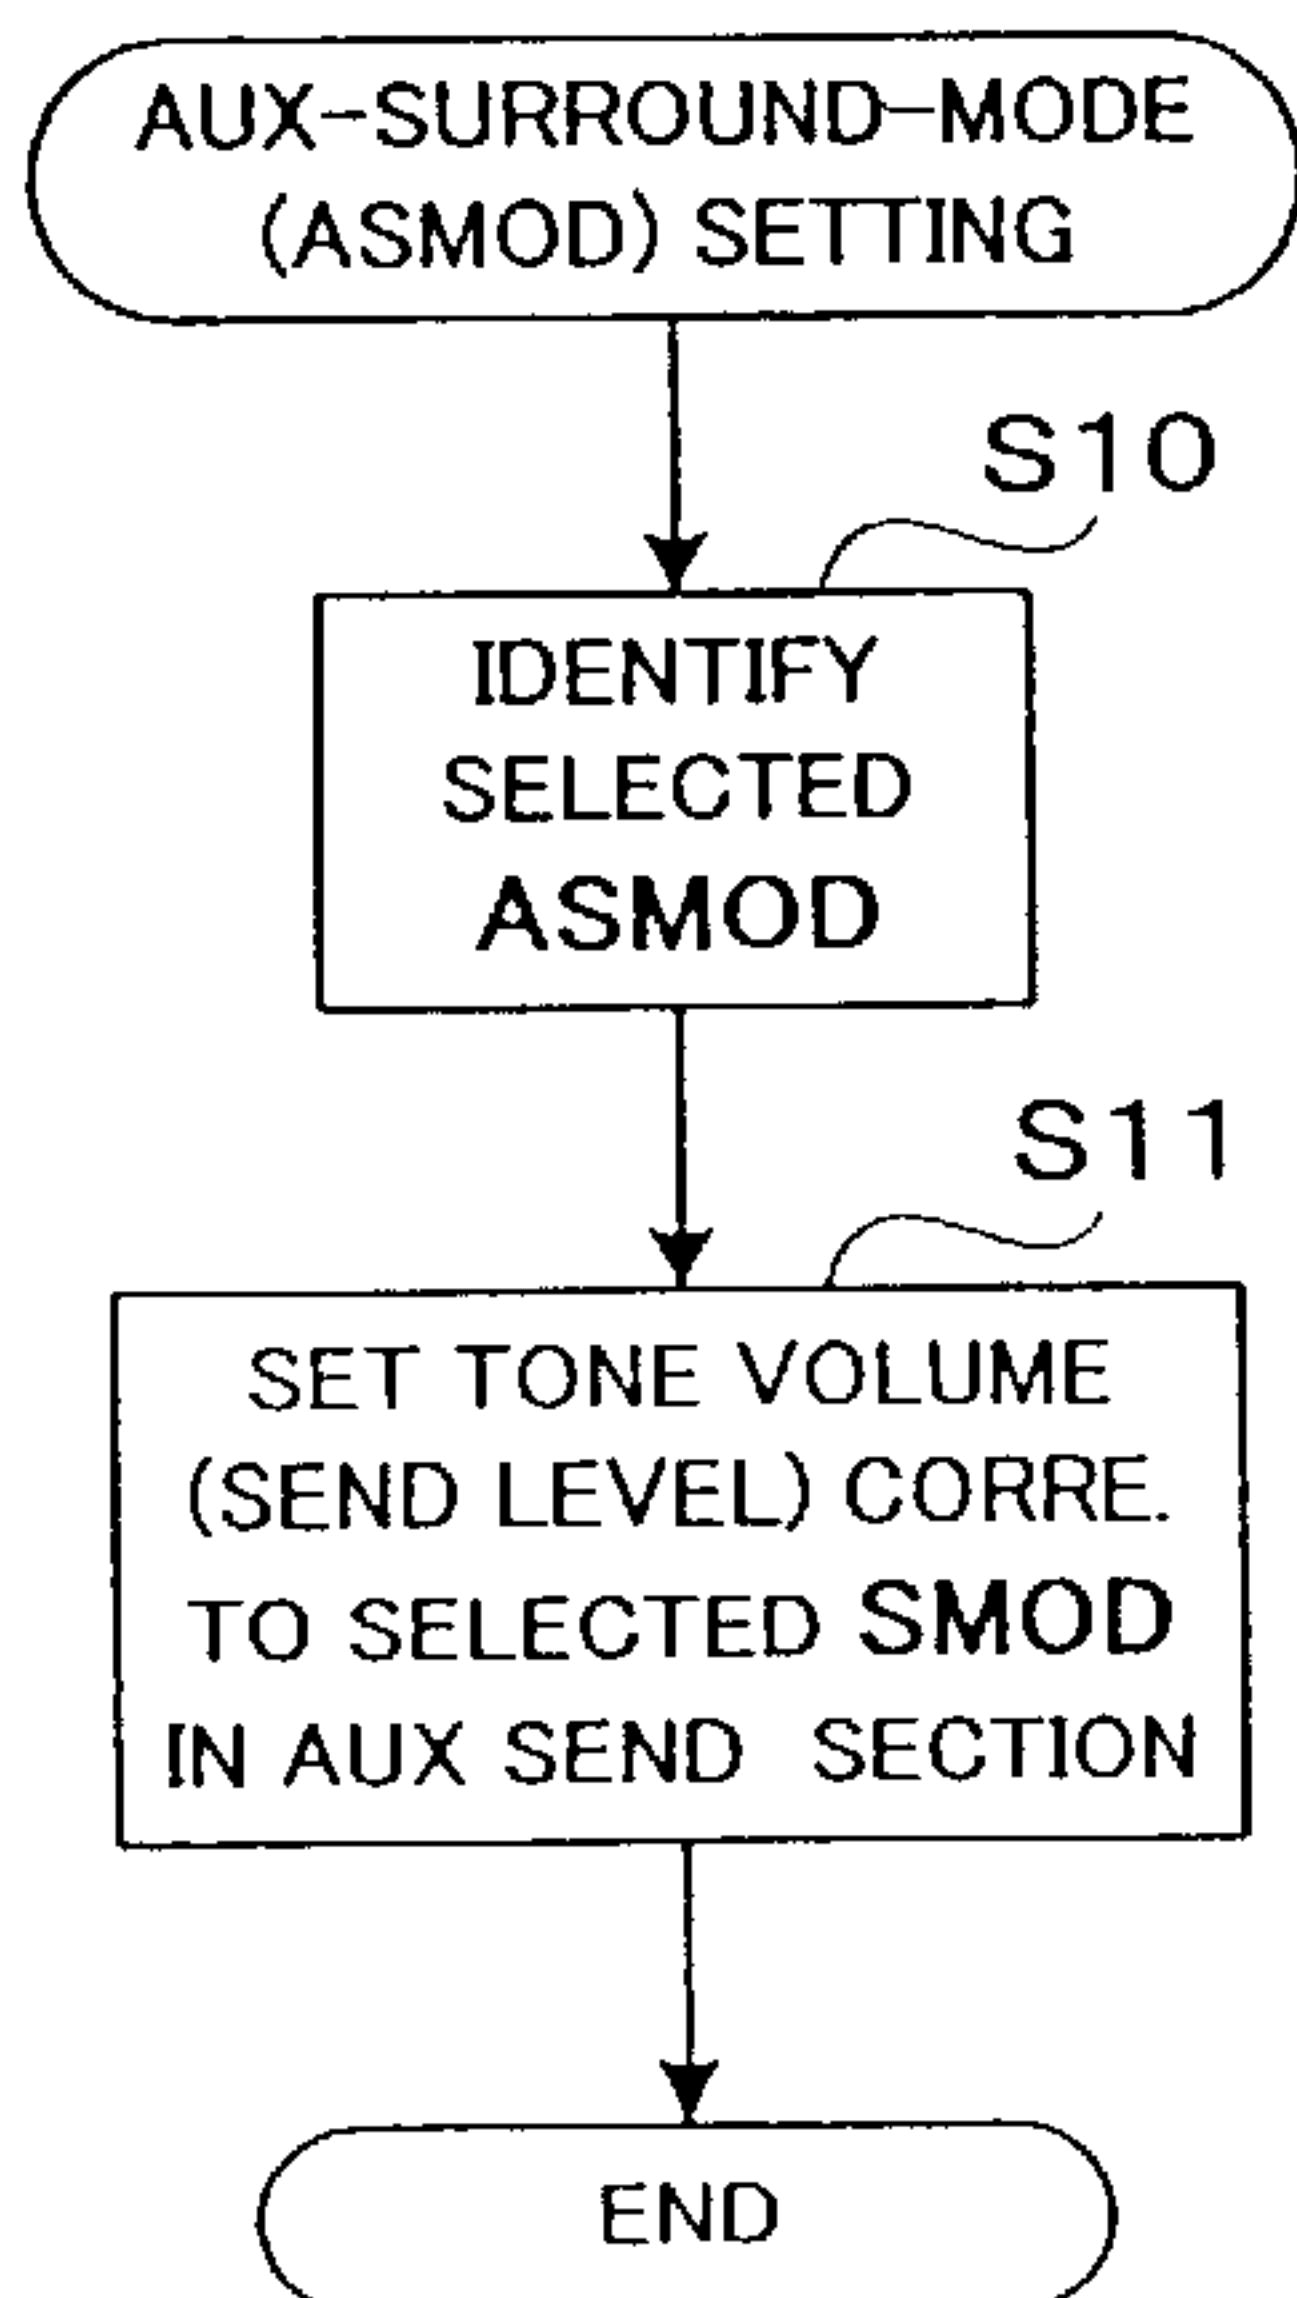 AUX-SURROUND-MODE
(ASMOD) SETTING
S10
IDENTIFY
SELECTED
ASMOD
S11
SET TONE VOLUME
(SEND LEVEL) CORRE.
TO SELECTED SMOD
IN AUX SEND SECTION
END